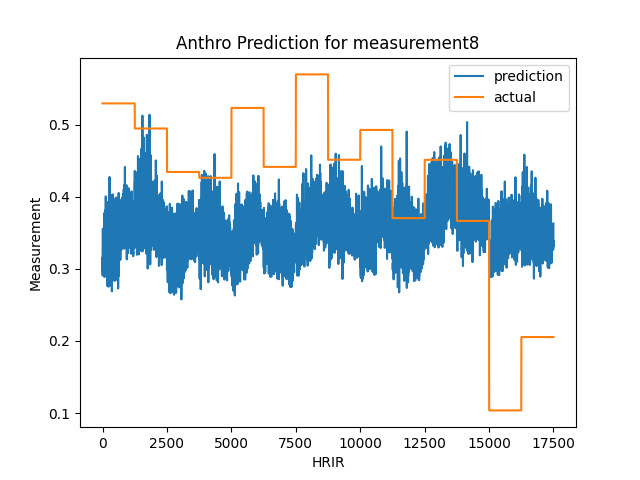 Anthro Prediction for measurement8
prediction
actual
Measurement
0.5
0.4
0.3
0.2
0.1
0 2500 5000 7500 10000 12500 15000 17500
HRIR